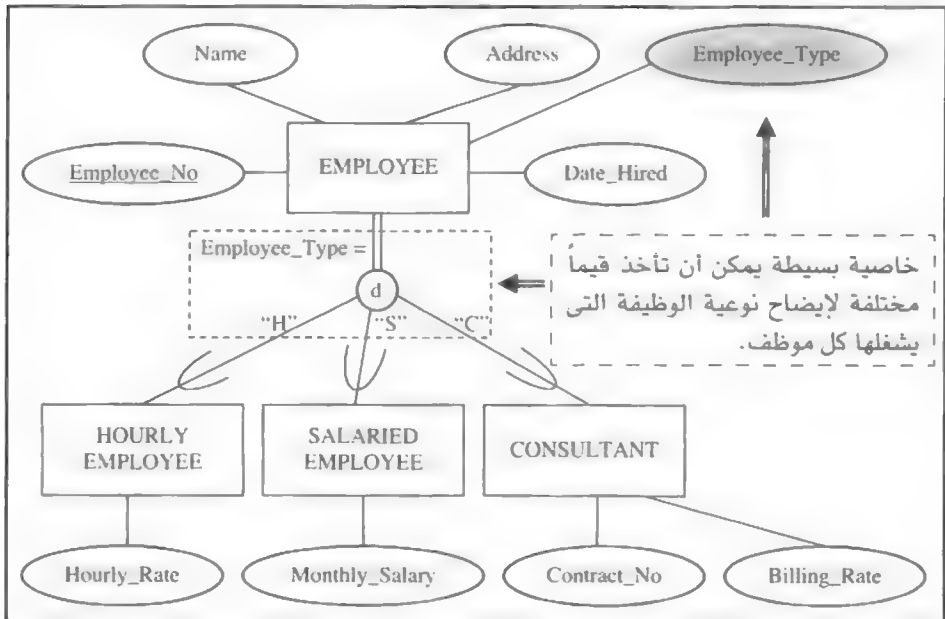 Name
Address
Employee_Type
EMPLOYEE
Employee_No
Date_Hired
Employee_Type =
خاصية بسيطة يمكن أن تأخذ قيماً
مختلفة لإيضاح نوعية الوظيفة التى
يشغلها كل موظف.
d
“H”
“S”
“C”
HOURLY
EMPLOYEE
SALARIED
EMPLOYEE
CONSULTANT
Hourly_Rate
Monthly_Salary
Contract_No
Billing_Rate